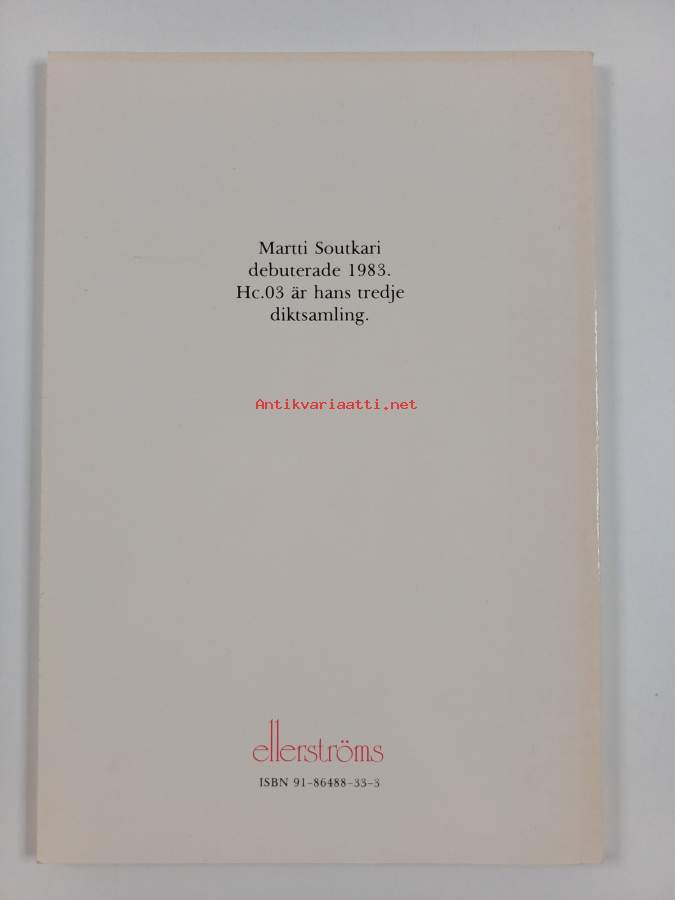 Martti Soutkari
debuterade 1983.
Hc.03 är hans tredje
diktsamling.
Antikvariaatti.net
ellerströms
ISBN 91–86488–33–3